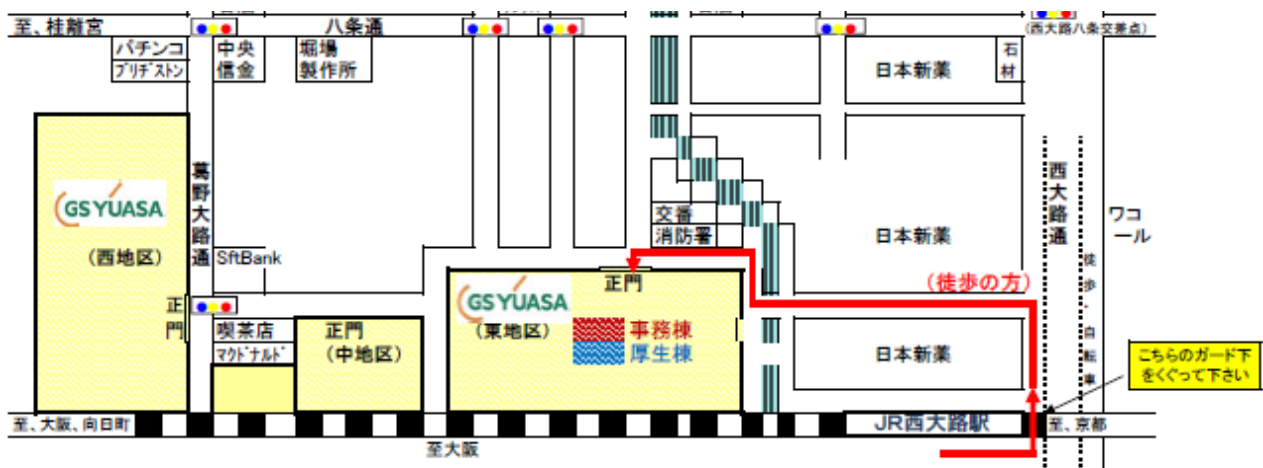 至、桂離宮
八条通
(西大路八条交差点)
パチンコ
ブリヂストン
中央
信金
堀場
製作所
日本新薬
石
材
葛野大路通
西大路通
GS YUASA
(西地区)
SftBank
交番
消防署
日本新薬
ワコール
徒歩・自転車
(徒歩の方)
正門
正門
GS YUASA
(東地区)
事務棟
厚生棟
喫茶店
マクドナルド
正門
(中地区)
日本新薬
こちらのガード下
をくぐって下さい
至、大阪、向日町
JR西大路駅
至、京都
至大阪